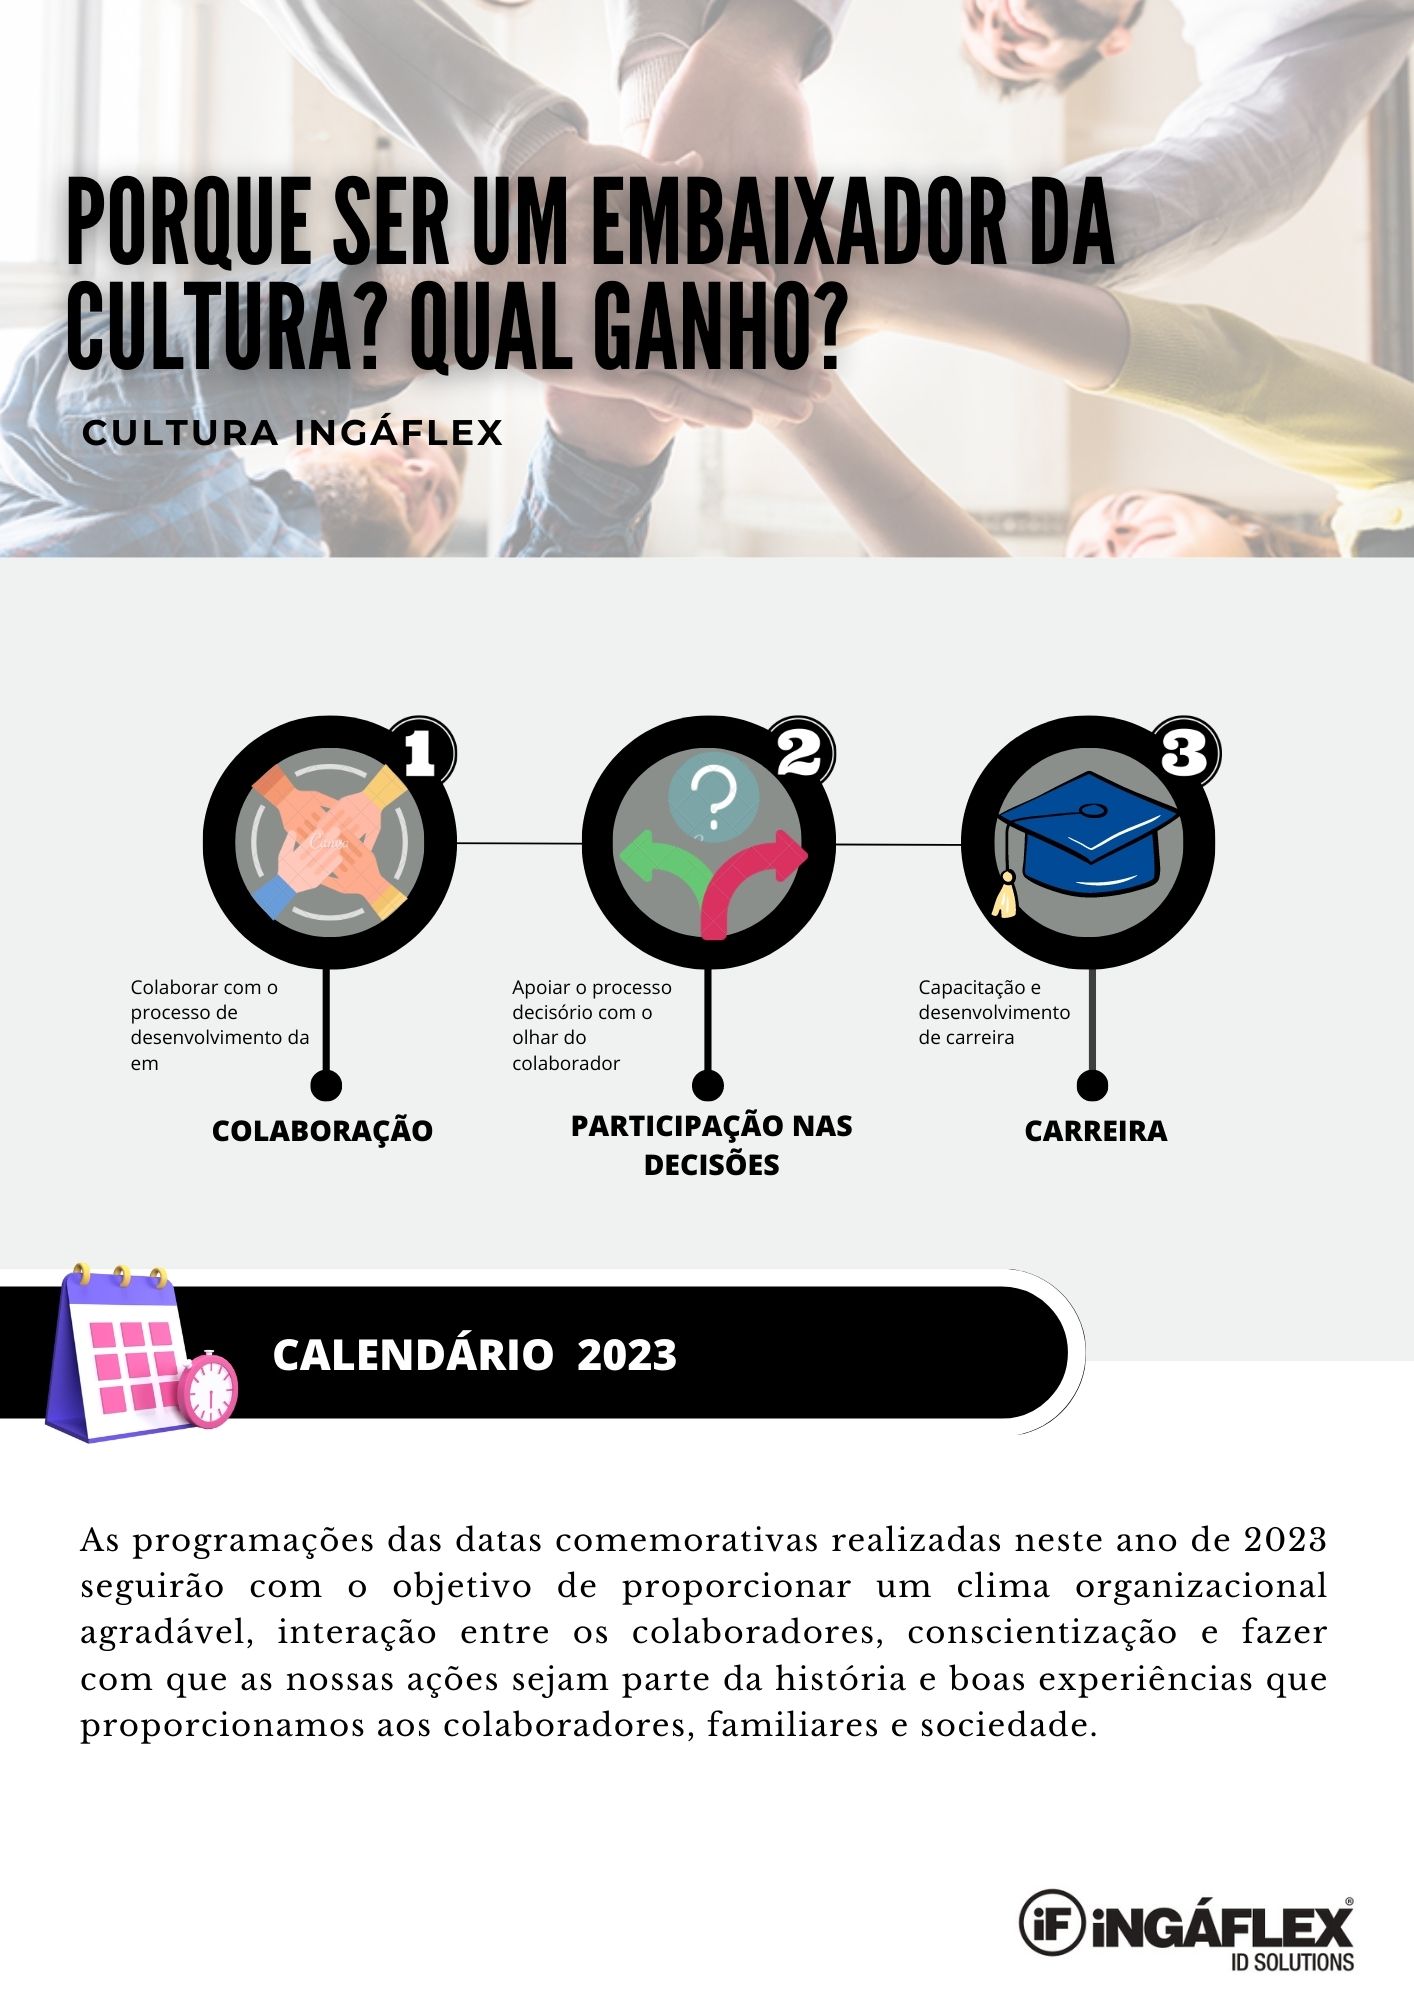 PORQUE SER UM EMBAIXADOR DA
CULTURA? QUAL GANHO?
CULTURA INGÁFLEX
1
2
3
Canva
Colaborar com o
processo de
desenvolvimento da
em
Apoiar o processo
decisório com o
olhar do
colaborador
Capacitação e
desenvolvimento
de carreira
COLABORAÇÃO
PARTICIPAÇÃO NAS
DECISÕES
CARREIRA
CALENDÁRIO 2023
As programações das datas comemorativas realizadas neste ano de 2023
seguirão com o objetivo de proporcionar um clima organizacional
agradável, interação entre os colaboradores, conscientização e fazer
com que as nossas ações sejam parte da história e boas experiências que
proporcionamos aos colaboradores, familiares e sociedade.
iF iNGÁFLEX®
ID SOLUTIONS